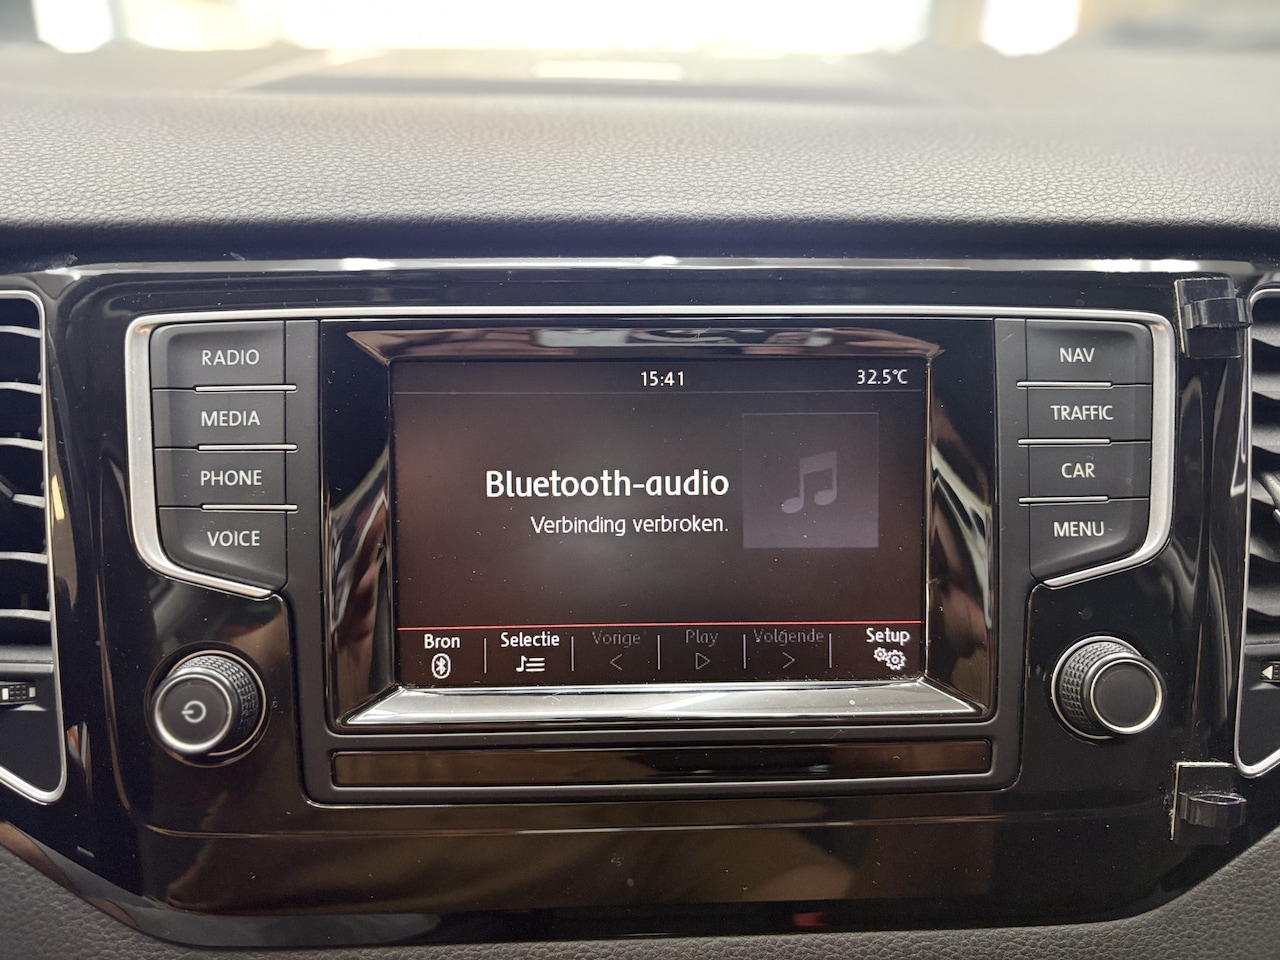 RADIO
MEDIA
PHONE
VOICE
15:41
32.5°C
Bluetooth-audio
Verbinding verbroken.
Bron
Selectie
Vorige
Play
Volgende
Setup
NAV
TRAFFIC
CAR
MENU